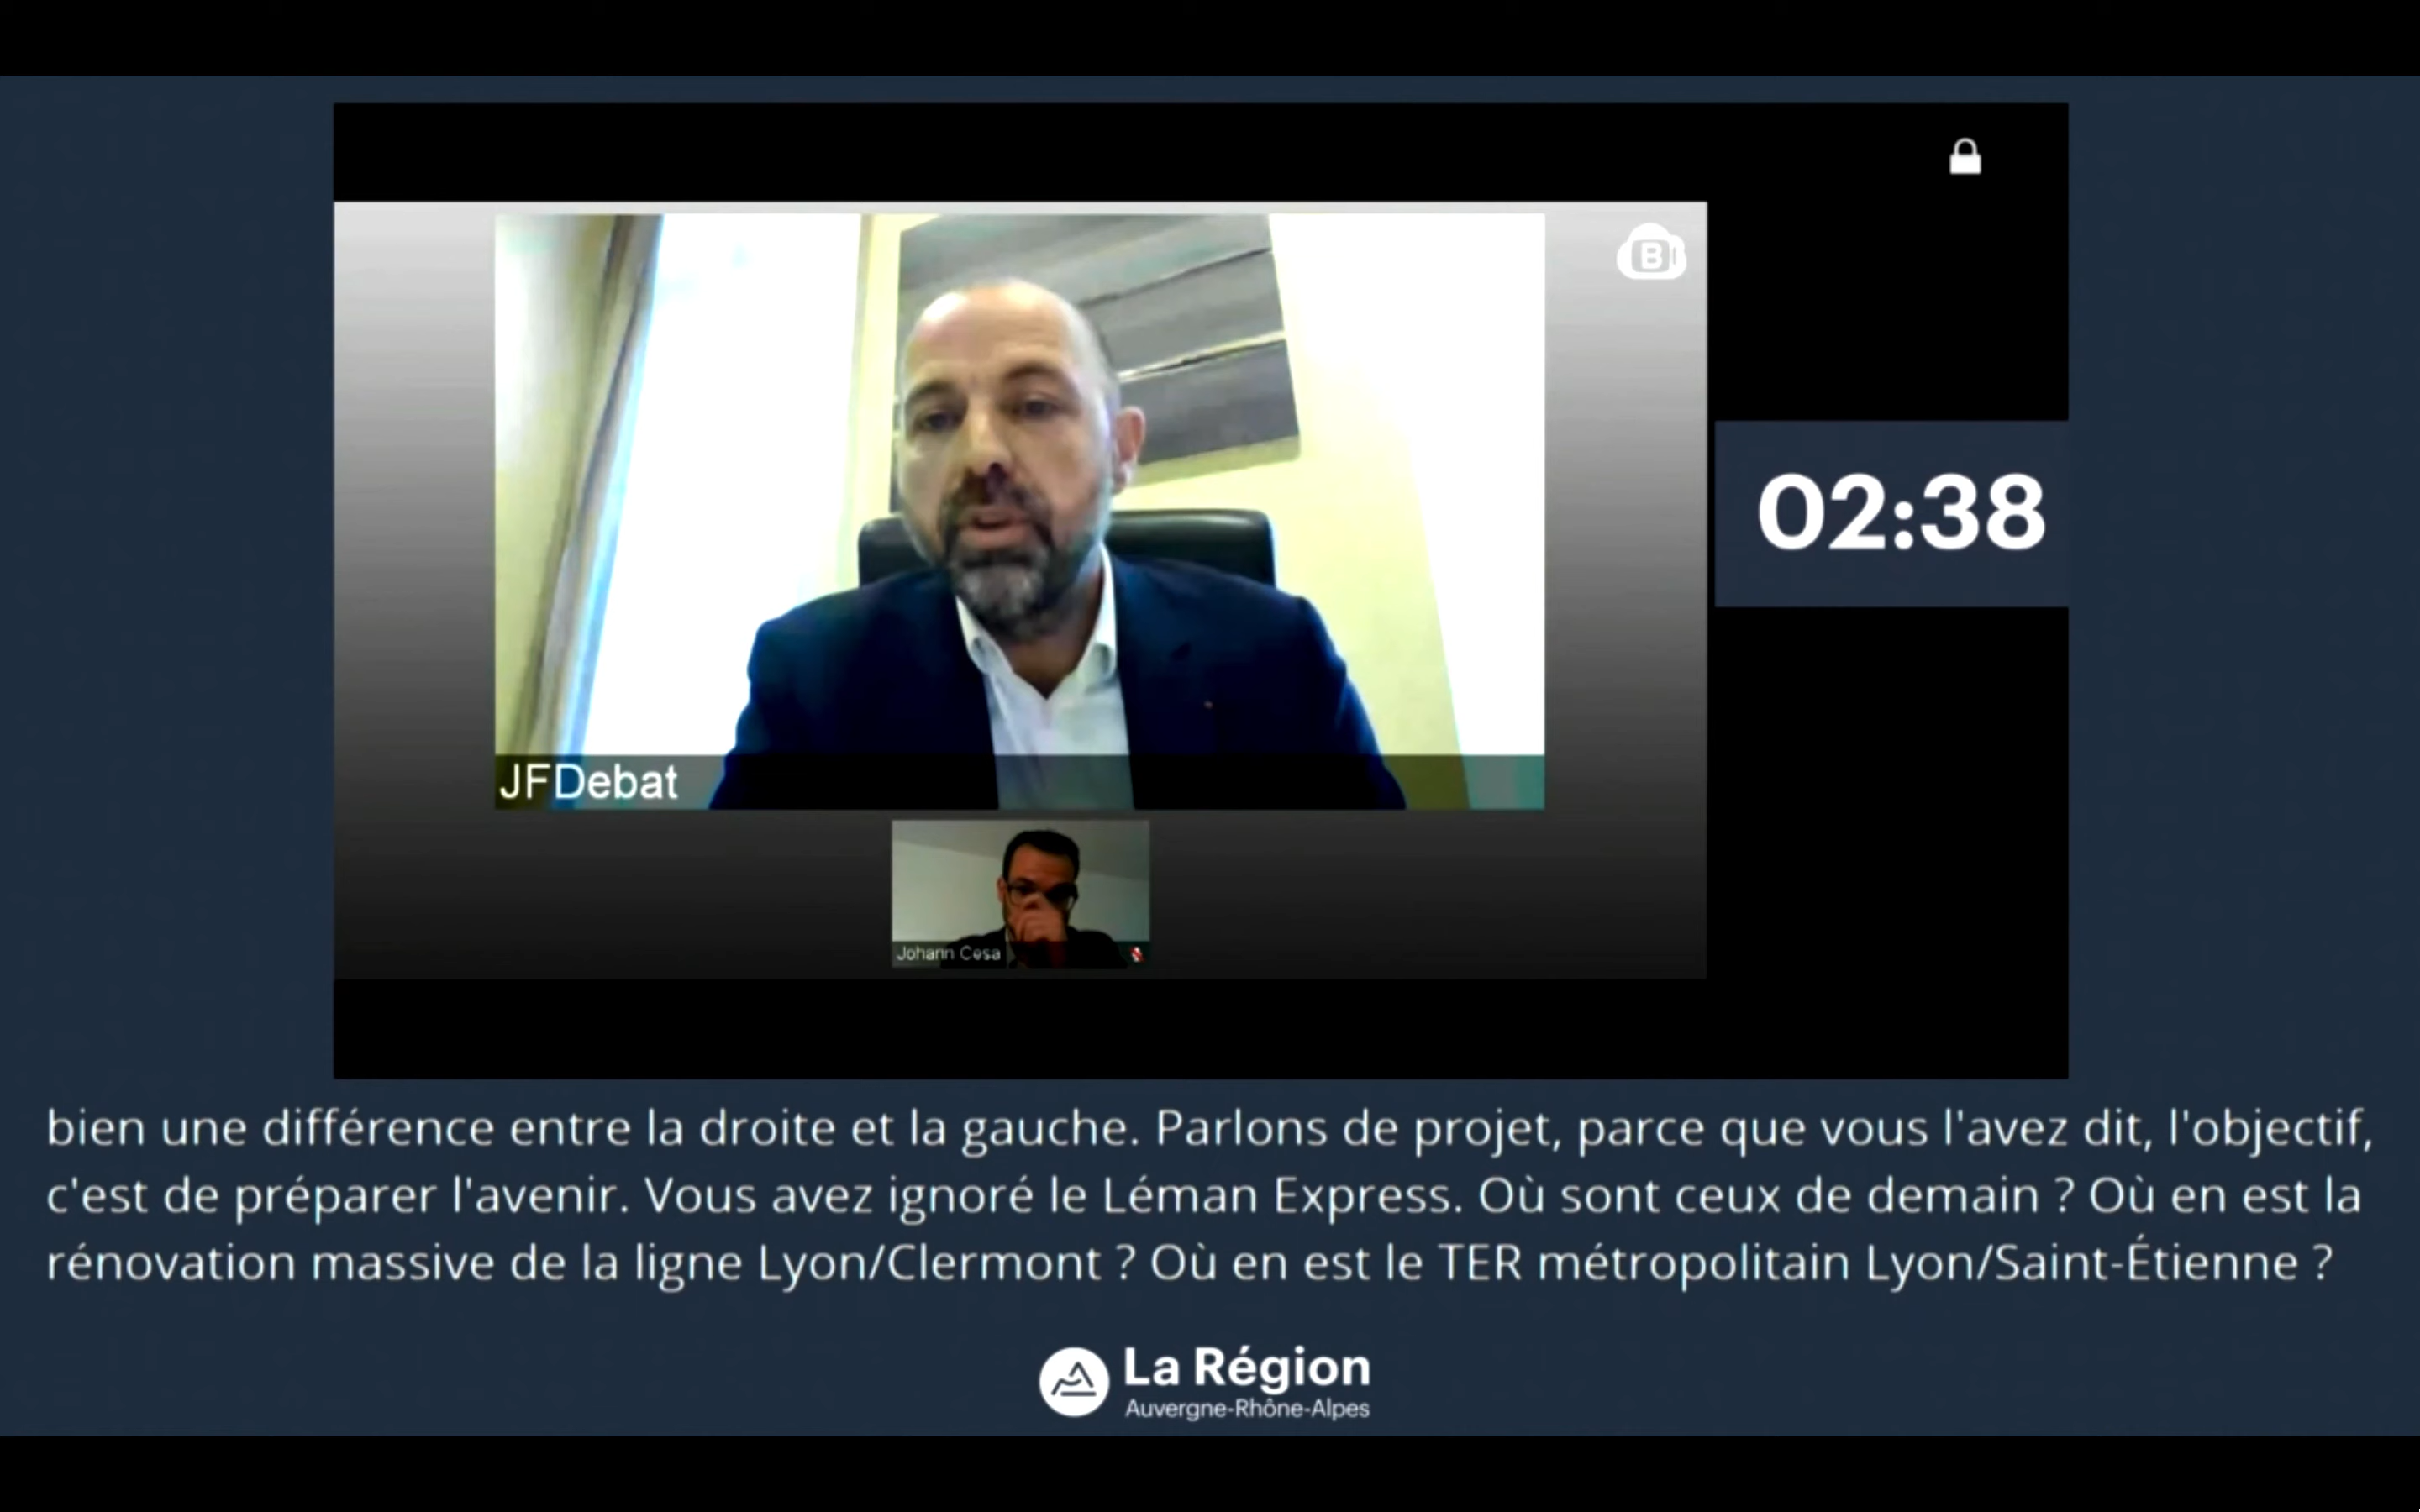 B
02:38
JFDebat
Johann Cesa
bien une différence entre la droite et la gauche. Parlons de projet, parce que vous l'avez dit, l'objectif,
c'est de préparer l'avenir. Vous avez ignoré le Léman Express. Où sont ceux de demain ? Où en est la
rénovation massive de la ligne Lyon/Clermont ? Où en est le TER métropolitain Lyon/Saint-Étienne ?
La Région
Auvergne-Rhône-Alpes